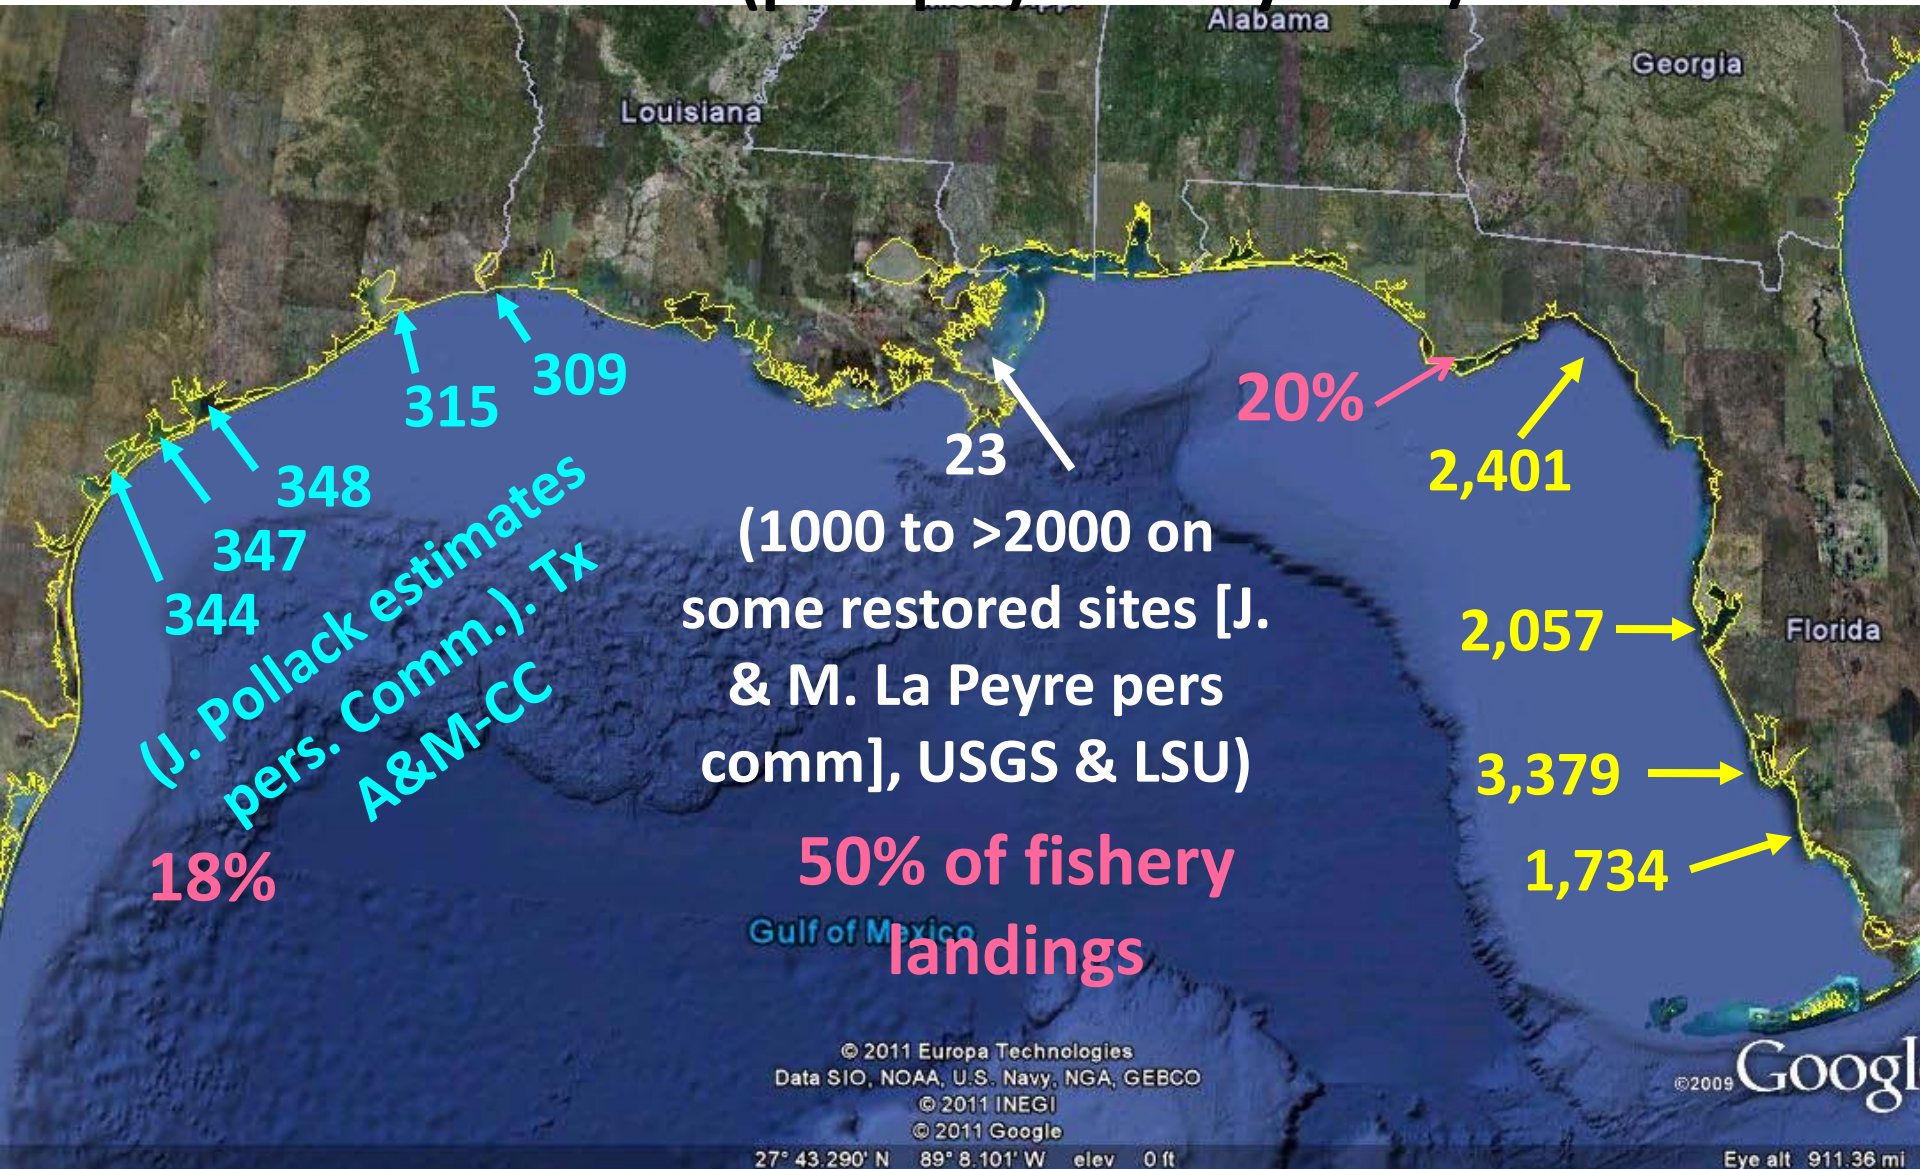 Alabama
Georgia
Louisiana
309
315
20%
23
2,401
348
347
344
(J. Pollack estimates
pers. Comm.). Tx
A&M-CC
(1000 to >2000 on
some restored sites [J.
& M. La Peyre pers
comm], USGS & LSU)
2,057
Florida
3,379
1,734
18%
50% of fishery
landings
Gulf of Mexico
© 2011 Europa Technologies
Data SIO, NOAA, U.S. Navy, NGA, GEBCO
© 2011 INEGI
© 2011 Google
©2009 Googl
27° 43.290' N 89° 8.101' W elev 0 ft
Eye alt 911.36 mi